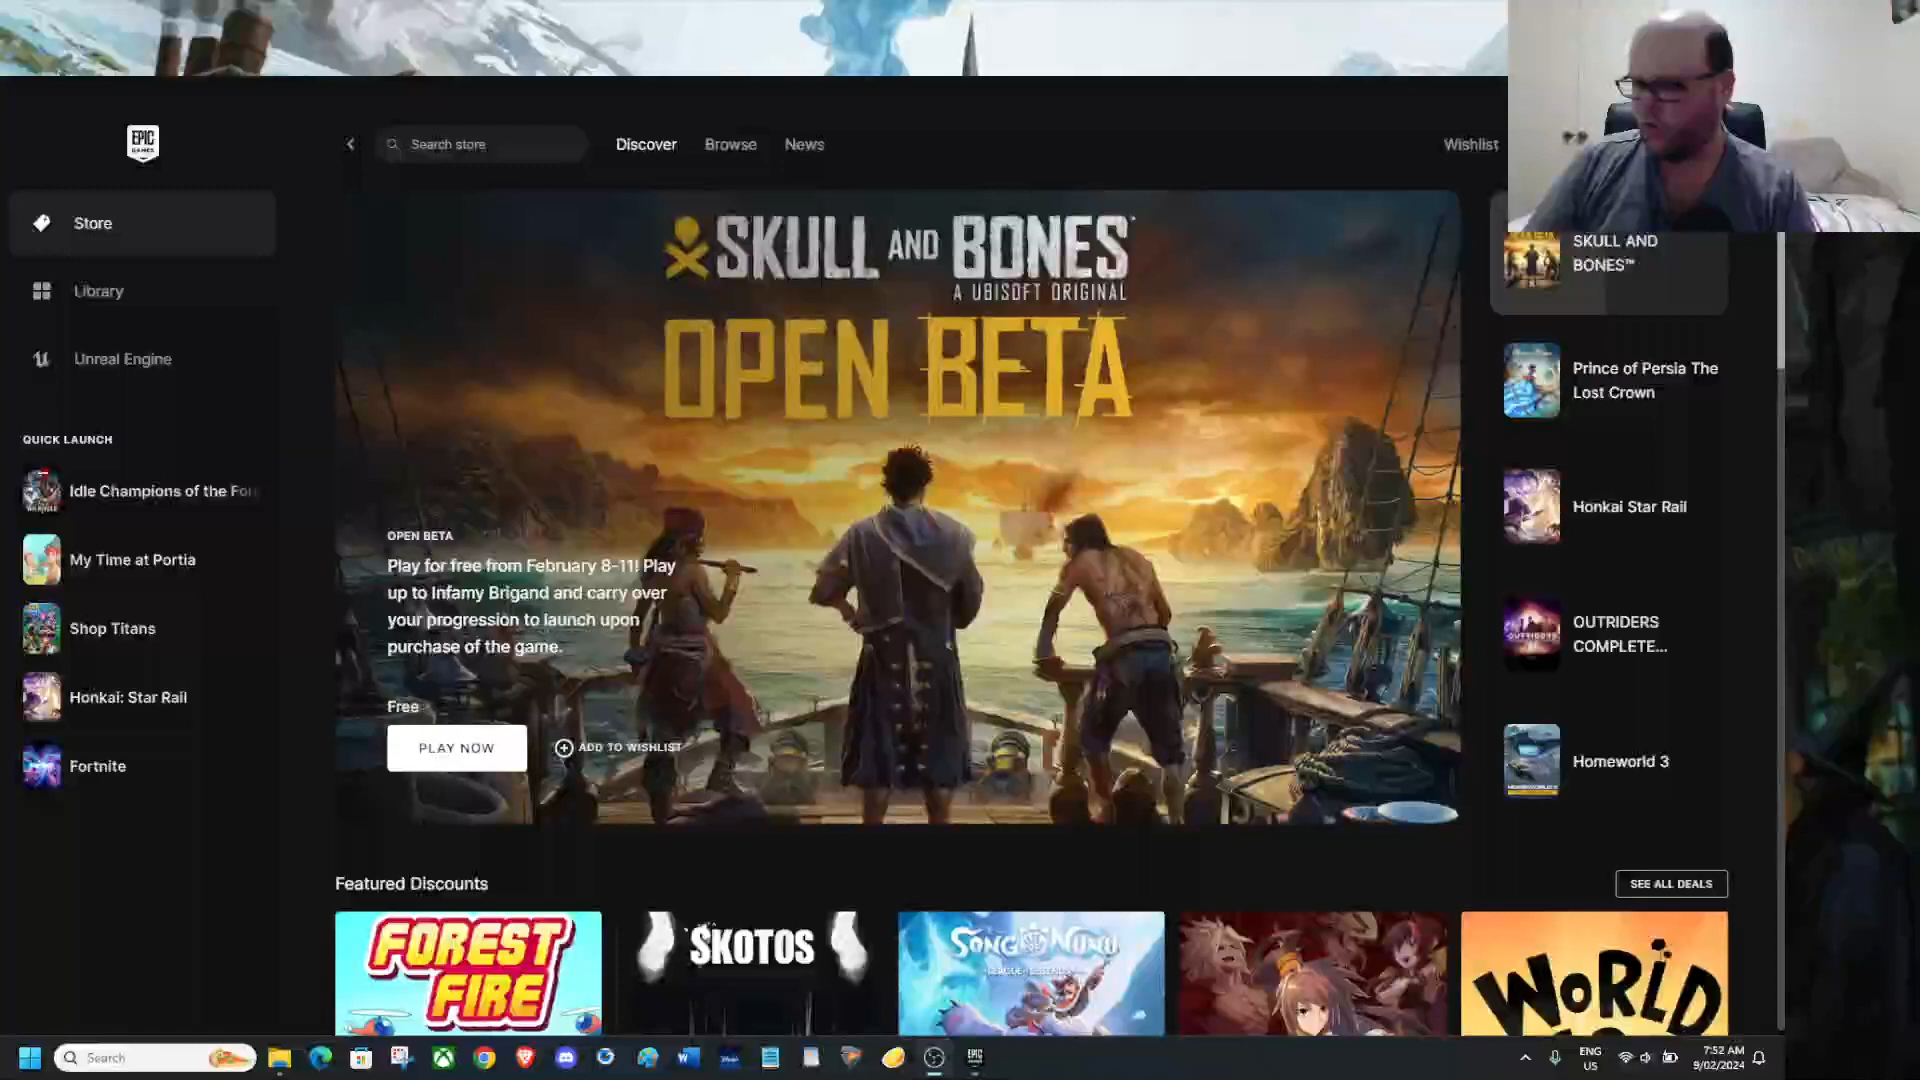 EPIC
GAMES
Search store
Discover
Browse
News
Wishlist
Store
Library
Unreal Engine
QUICK LAUNCH
Idle Champions of the For
My Time at Portia
Shop Titans
Honkai: Star Rail
Fortnite
SKULL AND BONES
A UBISOFT ORIGINAL
OPEN BETA
OPEN BETA
Play for free from February 8-11! Play
up to Infamy Brigand and carry over
your progression to launch upon
purchase of the game.
Free
PLAY NOW
ADD TO WISHLIST
SKULL AND
BONES™
Prince of Persia The
Lost Crown
Honkai Star Rail
OUTRIDERS
OUTRIDERS
COMPLETE...
Homeworld 3
Featured Discounts
SEE ALL DEALS
FOREST
FIRE
SKOTOS
SONG OF NUNU
WORLD
Search
EPIC
ENG
US
7:52 AM
9/02/2024